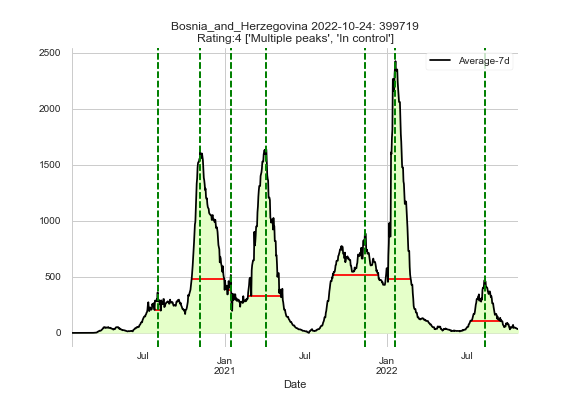 Bosnia_and_Herzegovina 2022-10-24: 399719
Rating:4 ['Multiple peaks', 'In control']
Average-7d
2500
2000
1500
1000
500
0
Jul
Jan
2021
Jul
Jan
2022
Jul
Date